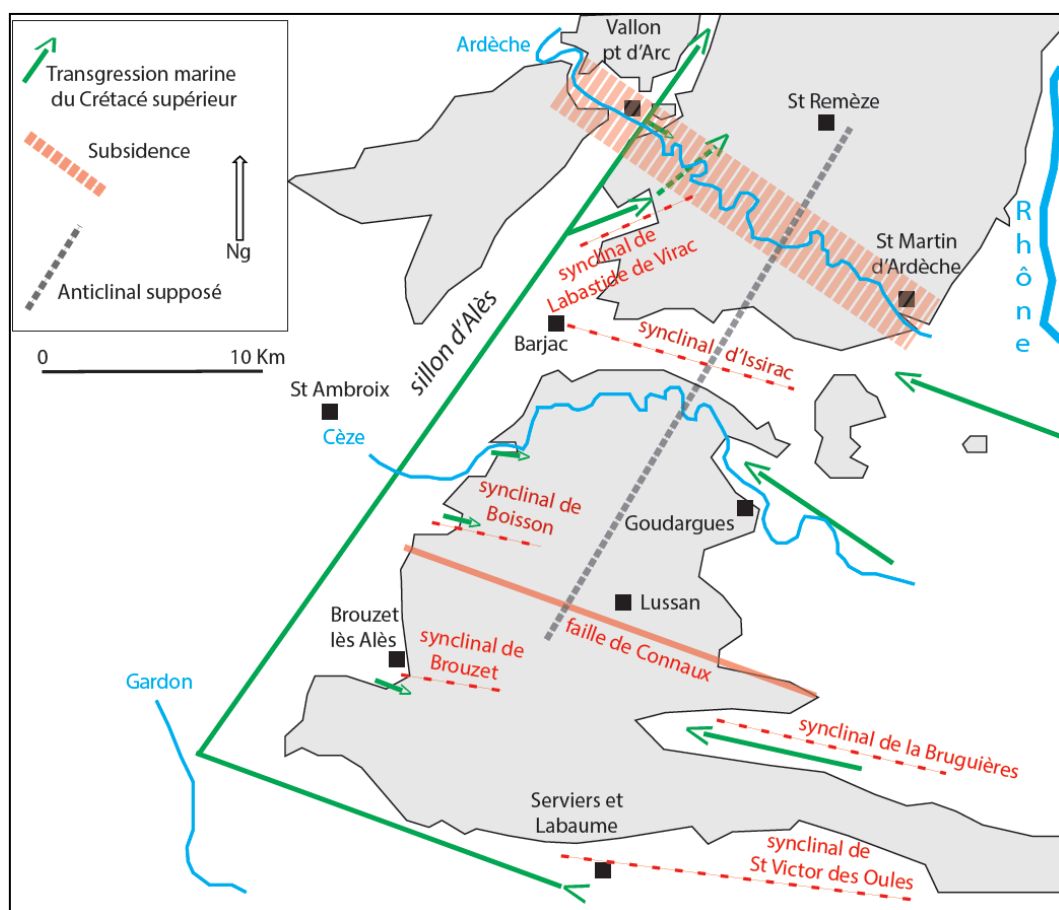 Transgression marine
du Crétacé supérieur
Subsidence
Ng
Anticlinal supposé
0
10 Km
Ardèche
Vallon
pt d'Arc
St Remèze
Rhône
St Martin
d'Ardèche
synclinal de
Labastide de Virac
sillon d'Alès
Barjac
synclinal d'Issirac
St Ambroix
Cèze
synclinal de
Boisson
Goudargues
Lussan
Brouzet
lès Alès
synclinal de
Brouzet
faille de Connaux
Gardon
synclinal de la Bruguières
Serviers et
Labaume
synclinal de
St Victor des Oules